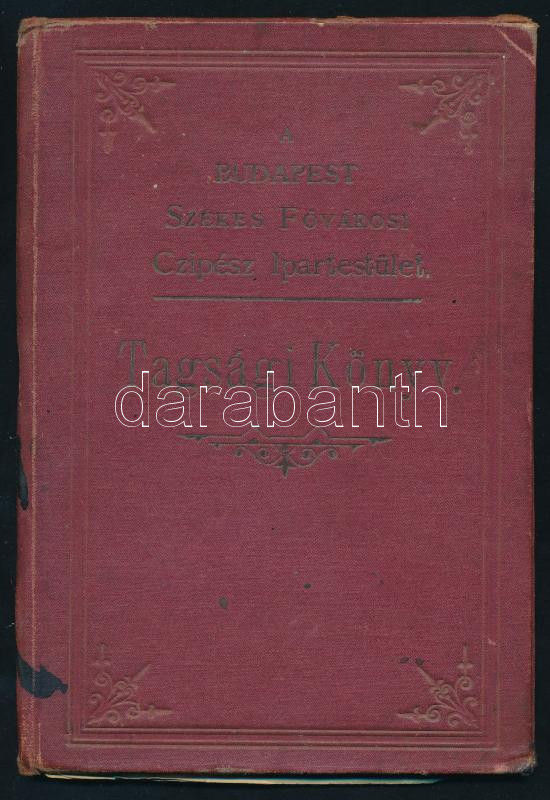 A
BUDAPEST
SZÉKES FŐVÁROSI
Czipész Ipartestület.
Tagsági Könyv.
darabanth